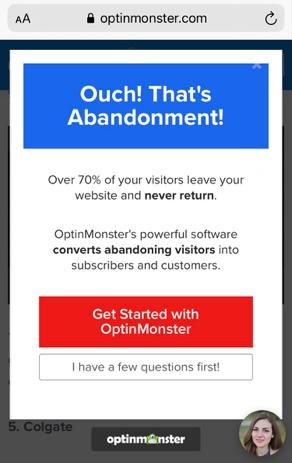 AA optinmonster.com
Ouch! That's
Abandonment!
Over 70% of your visitors leave your
website and never return.
OptinMonster's powerful software
converts abandoning visitors into
subscribers and customers.
Get Started with
OptinMonster
I have a few questions first!
5. Colgate
optinmonster